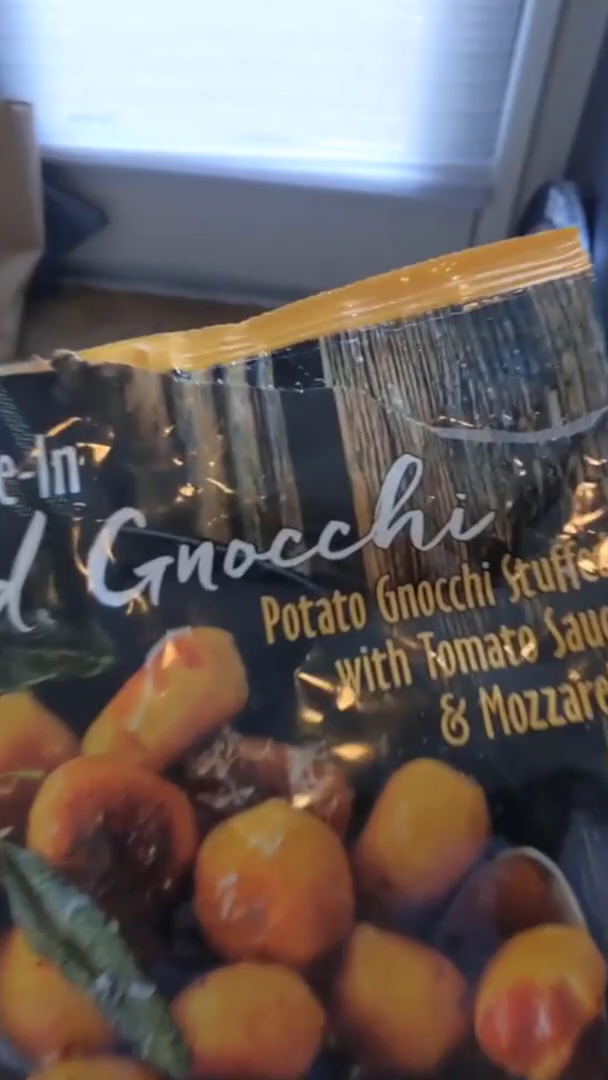 e-In
d Gnocchi
Potato Gnocchi Stuffe
with Tomato Sauc
& Mozzare